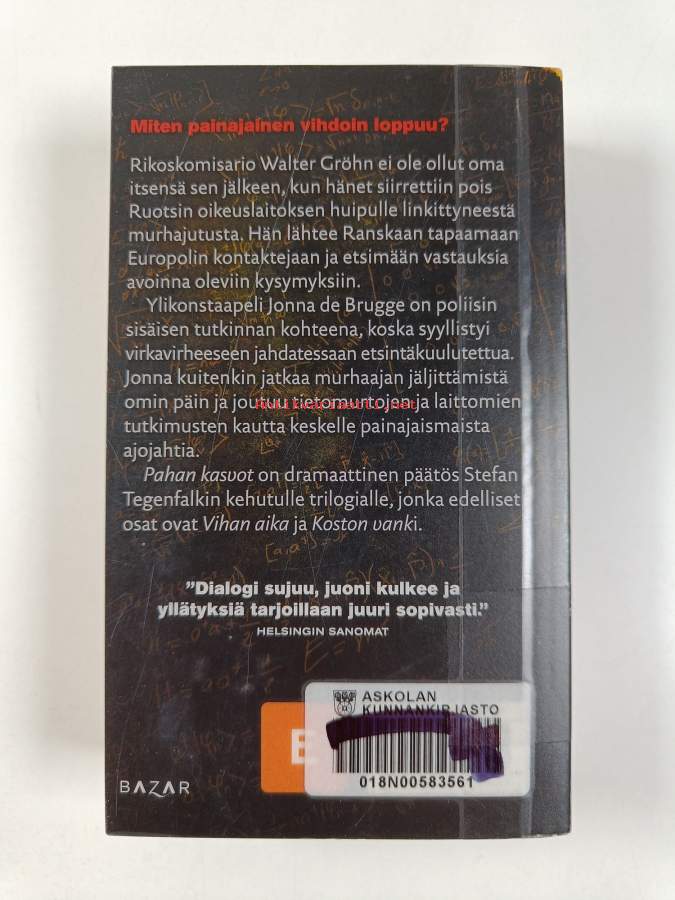 Miten painajainen vihdoin loppuu?
Rikoskomisario Walter Gröhn ei ole ollut oma
itsensä sen jälkeen, kun hänet siirrettiin pois
Ruotsin oikeuslaitoksen huipulle linkittyneestä
murhajutusta. Hän lähtee Ranskaan tapaamaan
Europolin kontaktejaan ja etsimään vastauksia
avoinna oleviin kysymyksiin.
Ylikonstaapeli Jonna de Brugge on poliisin
sisäisen tutkinnan kohteena, koska syyllistyi
virkavirheeseen jahdatessaan etsintäkuulutettua.
Jonna kuitenkin jatkaa murhaajan jäljittämistä
omin päin ja joutuu tietomurtojen ja laittomien
tutkimusten kautta keskelle painajaismaista
ajojahtia.
Pahan kasvot on dramaattinen päätös Stefan
Tegenfalkin kehutulle trilogialle, jonka edelliset
osat ovat Vihan aika ja Koston vanki.
"Dialogi sujuu, juoni kulkee ja
yllätyksiä tarjoillaan juuri sopivasti."
HELSINGIN SANOMAT
ASKOLAN
KUNNANKIRJASTO
018N00583561
BAZAR